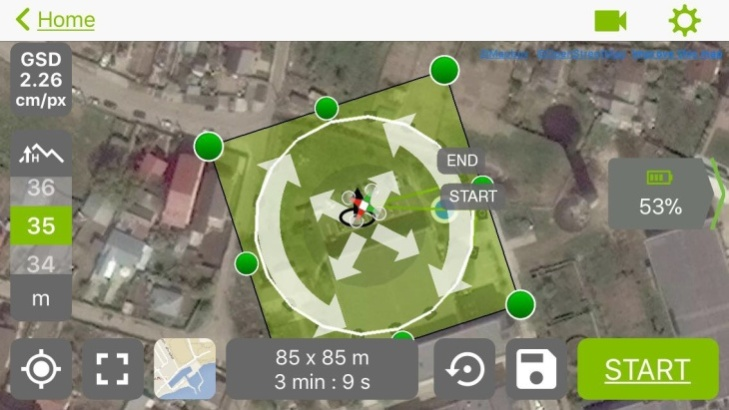 Home
GSD
2.26
cm/px
H
36
35
34
m
END
START
53%
85 x 85 m
3 min : 9 s
START